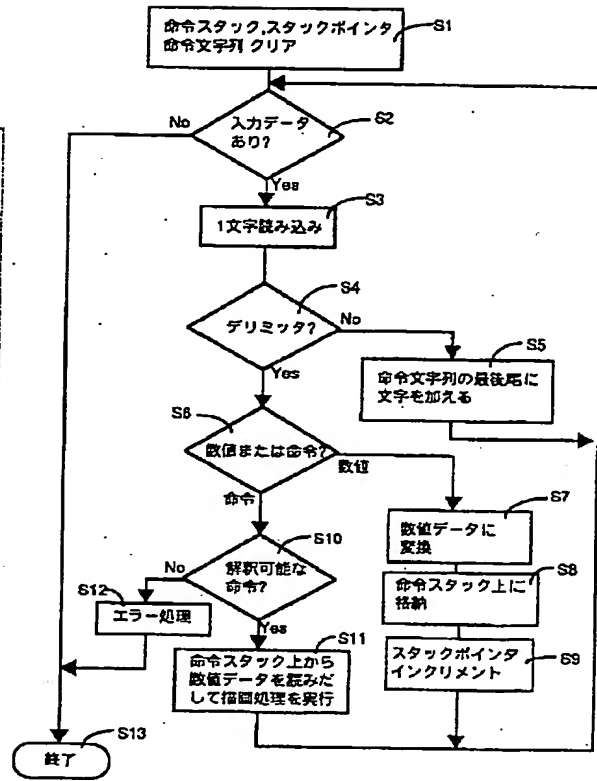 命令スタック,スタックポインタ
命令文字列 クリア
S1
入力データ
あり?
S2
No
Yes
1文字読み込み
S3
デリミッタ?
S4
No
Yes
命令文字列の最後尾に
文字を加える
S5
数値または命令?
S6
数値
命令
数値データに
変換
S7
命令スタック上に
格納
S8
スタックポインタ
インクリメント
S9
解釈可能な
命令?
S10
No
Yes
エラー処理
S12
命令スタック上から
数値データを読みだ
して描画処理を実行
S11
終了
S13